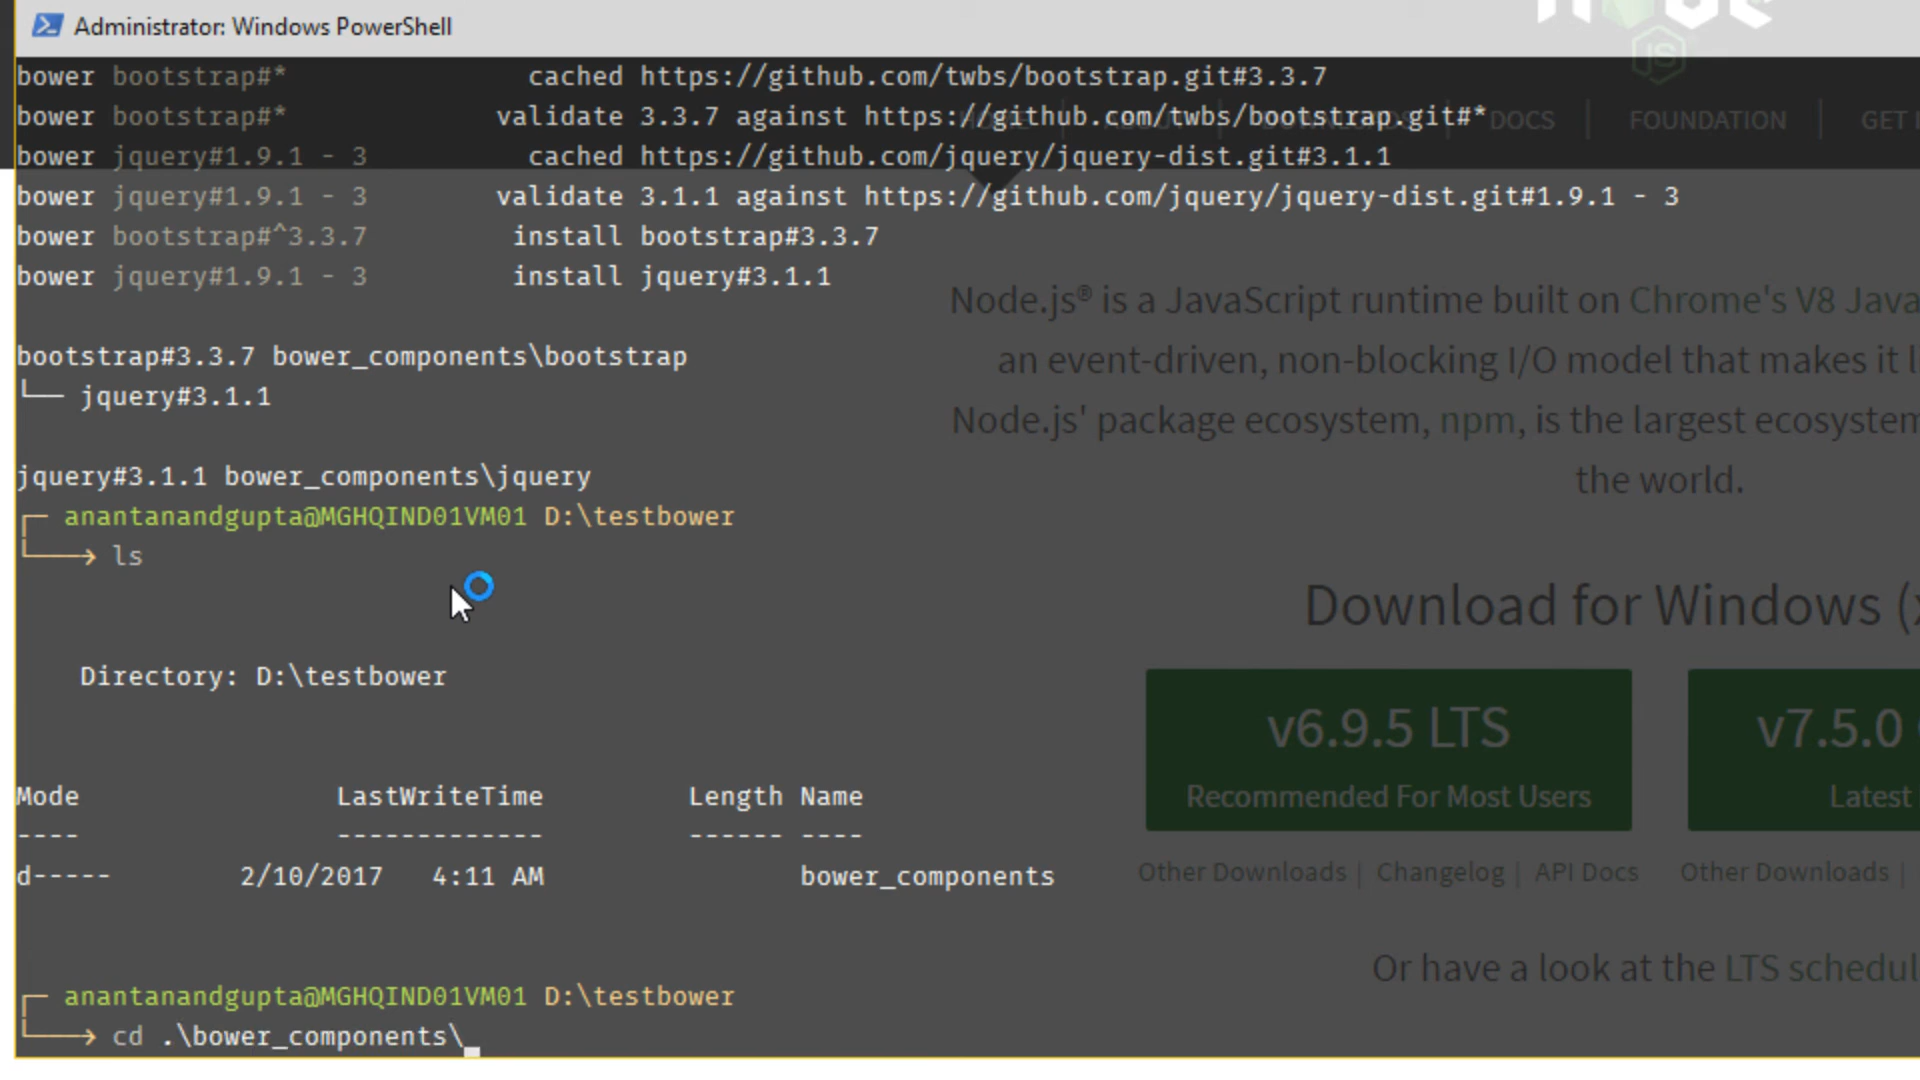 Administrator: Windows PowerShell
bower bootstrap#* cached https://github.com/twbs/bootstrap.git#3.3.7
bower bootstrap#* validate 3.3.7 against https://github.com/twbs/bootstrap.git#*
DOCS | FOUNDATION | GET
bower jquery#1.9.1 - 3 cached https://github.com/jquery/jquery-dist.git#3.1.1
bower jquery#1.9.1 - 3 validate 3.1.1 against https://github.com/jquery/jquery-dist.git#1.9.1 - 3
bower bootstrap#^3.3.7 install bootstrap#3.3.7
bower jquery#1.9.1 - 3 install jquery#3.1.1
bootstrap#3.3.7 bower_components\bootstrap
└── jquery#3.1.1
jquery#3.1.1 bower_components\jquery
anantanandgupta@MGHQIND01VM01 D:\testbower
ls
Directory: D:\testbower
Mode LastWriteTime Length Name
---- ------------- ------ ----
d----- 2/10/2017 4:11 AM bower_components
anantanandgupta@MGHQIND01VM01 D:\testbower
cd .\bower_components\_
JS
Node.js® is a JavaScript runtime built on Chrome's V8 Java
an event-driven, non-blocking I/O model that makes it
Node.js' package ecosystem, npm, is the largest ecosystem
the world.
Download for Windows (
v6.9.5 LTS
Recommended For Most Users
v7.5.0
Latest
Other Downloads | Changelog | API Docs
Other Downloads |
Or have a look at the LTS schedul